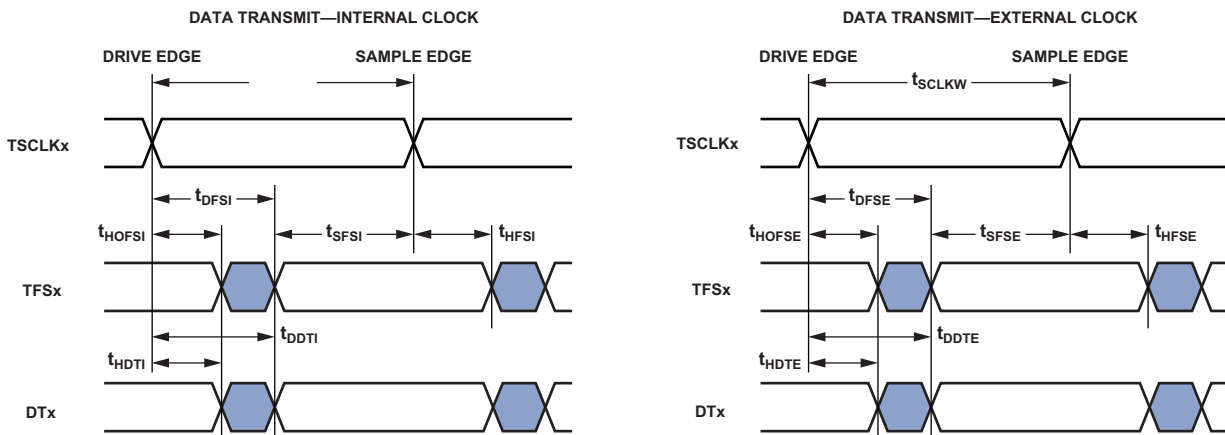 DATA TRANSMIT—INTERNAL CLOCK
DRIVE EDGE
SAMPLE EDGE
TSCLKx
tDFSI
tHOFSI
tSFSI
tHFSI
TFSx
tDDTI
tHDTI
DTx
DATA TRANSMIT—EXTERNAL CLOCK
DRIVE EDGE
SAMPLE EDGE
tSCLKW
TSCLKx
tDFSE
tHOFSE
tSFSE
tHFSE
TFSx
tDDTE
tHDTE
DTx